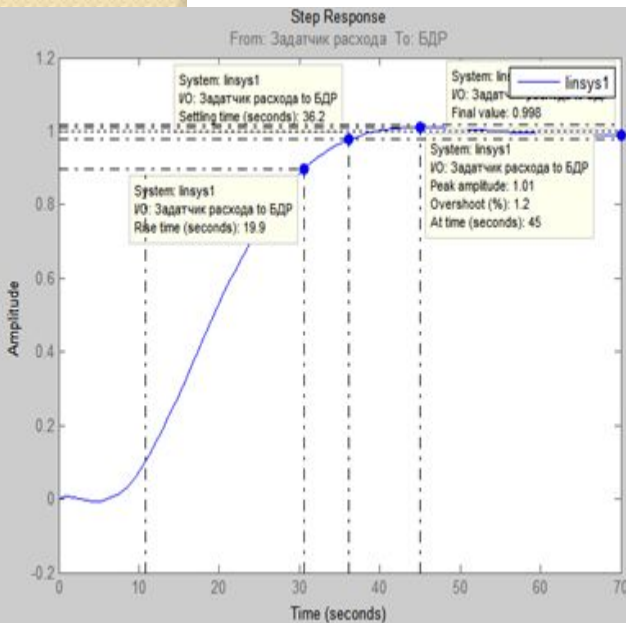 Step Response
From: Задатчик расхода To: БДР
linsys1
System: linsys1
I/O: Задатчик расхода to БДР
Settling time (seconds): 36.2
System: lin
I/O: Задатч
Final value: 0.998
System: linsys1
I/O: Задатчик расхода to БДР
Peak amplitude: 1.01
Overshoot (%): 1.2
At time (seconds): 45
System: linsys1
I/O: Задатчик расхода to БДР
Rise time (seconds): 19.9
Amplitude
1.2
1
0.8
0.6
0.4
0.2
0
-0.2
0 10 20 30 40 50 60 70
Time (seconds)